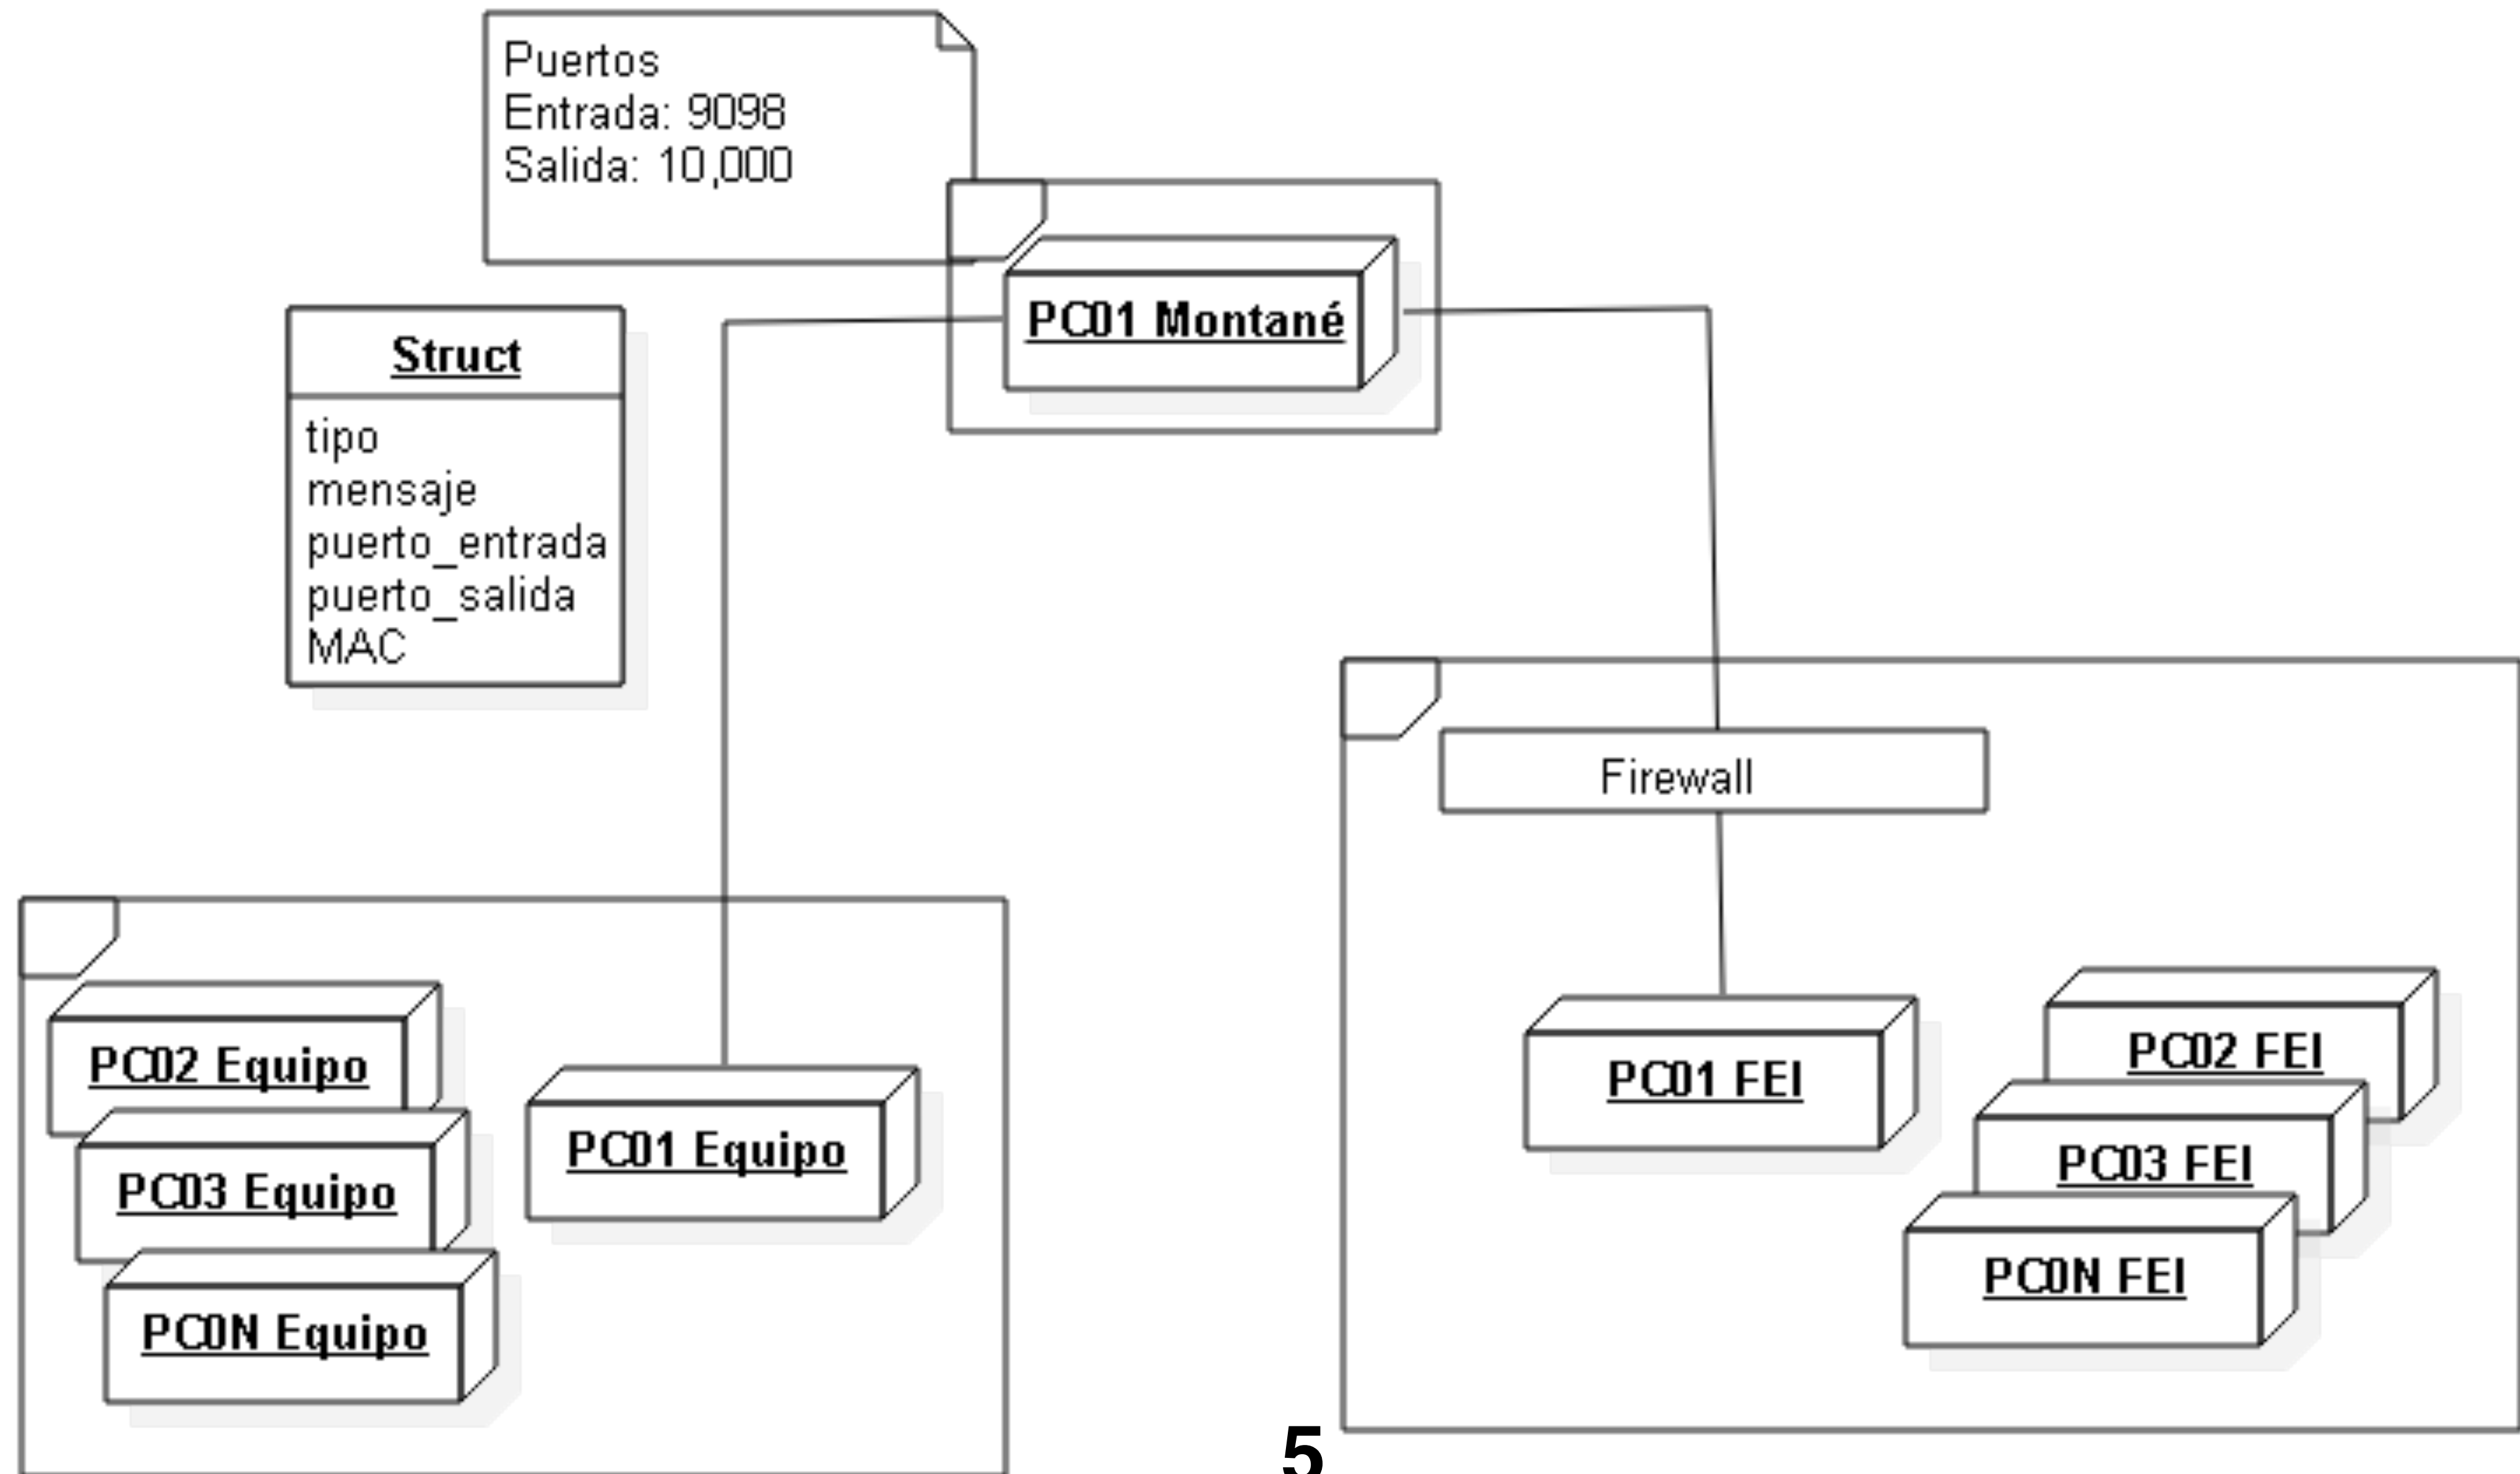 Puertos
Entrada: 9098
Salida: 10,000
PC01 Montané
Struct
tipo
mensaje
puerto_entrada
puerto_salida
MAC
Firewall
PC02 Equipo
PC03 Equipo
PC0N Equipo
PC01 Equipo
PC01 FEI
PC02 FEI
PC03 FEI
PC0N FEI
5